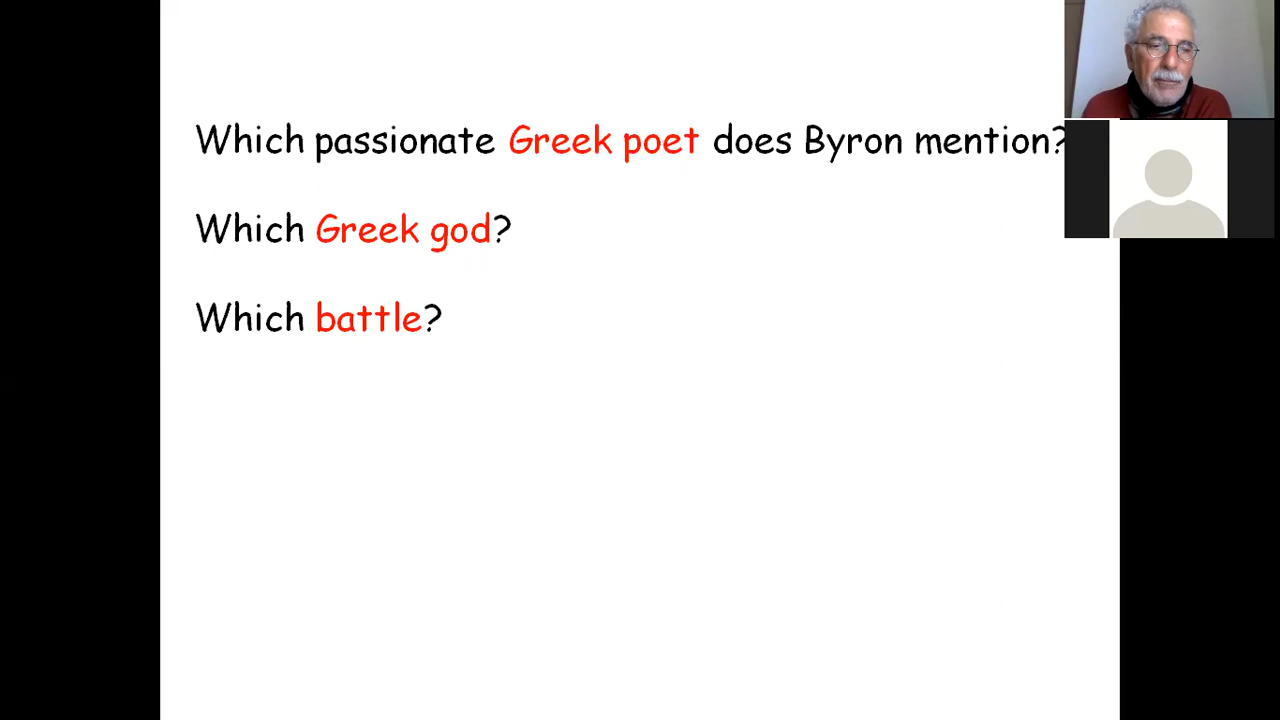 Which passionate Greek poet does Byron mention?
Which Greek god?
Which battle?